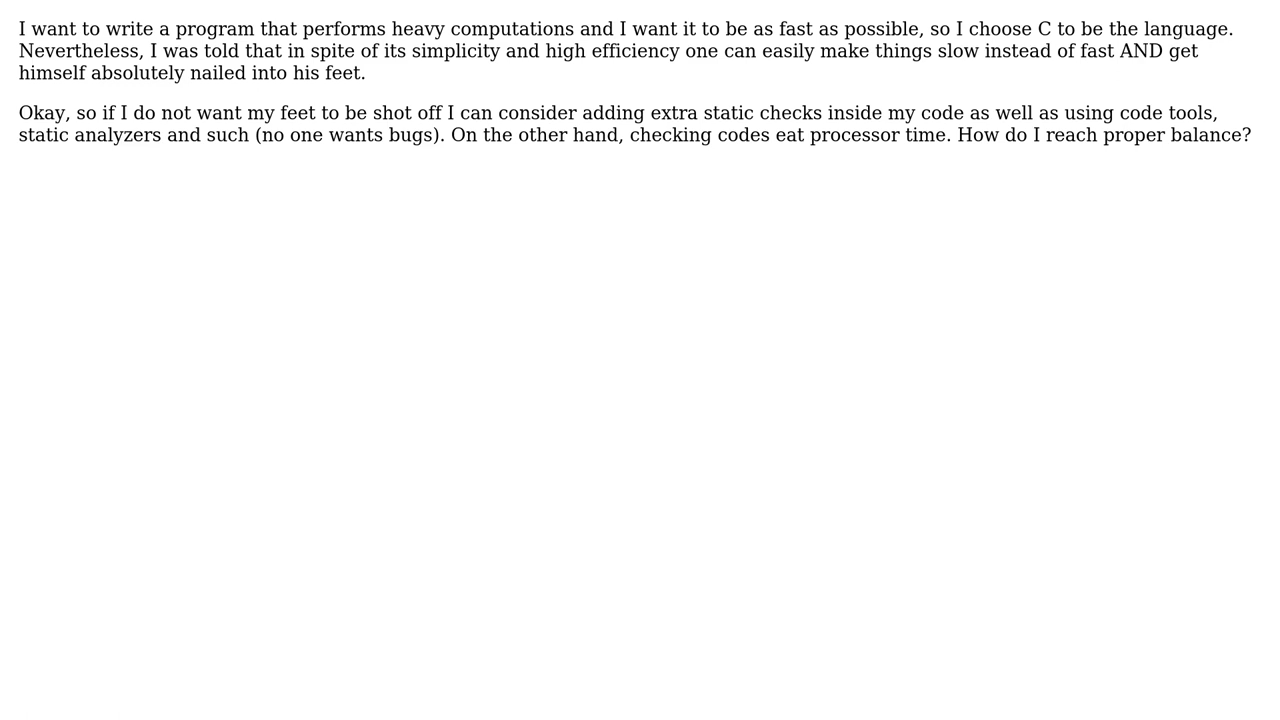 I want to write a program that performs heavy computations and I want it to be as fast as possible, so I choose C to be the language.
Nevertheless, I was told that in spite of its simplicity and high efficiency one can easily make things slow instead of fast AND get
himself absolutely nailed into his feet.
Okay, so if I do not want my feet to be shot off I can consider adding extra static checks inside my code as well as using code tools,
static analyzers and such (no one wants bugs). On the other hand, checking codes eat processor time. How do I reach proper balance?